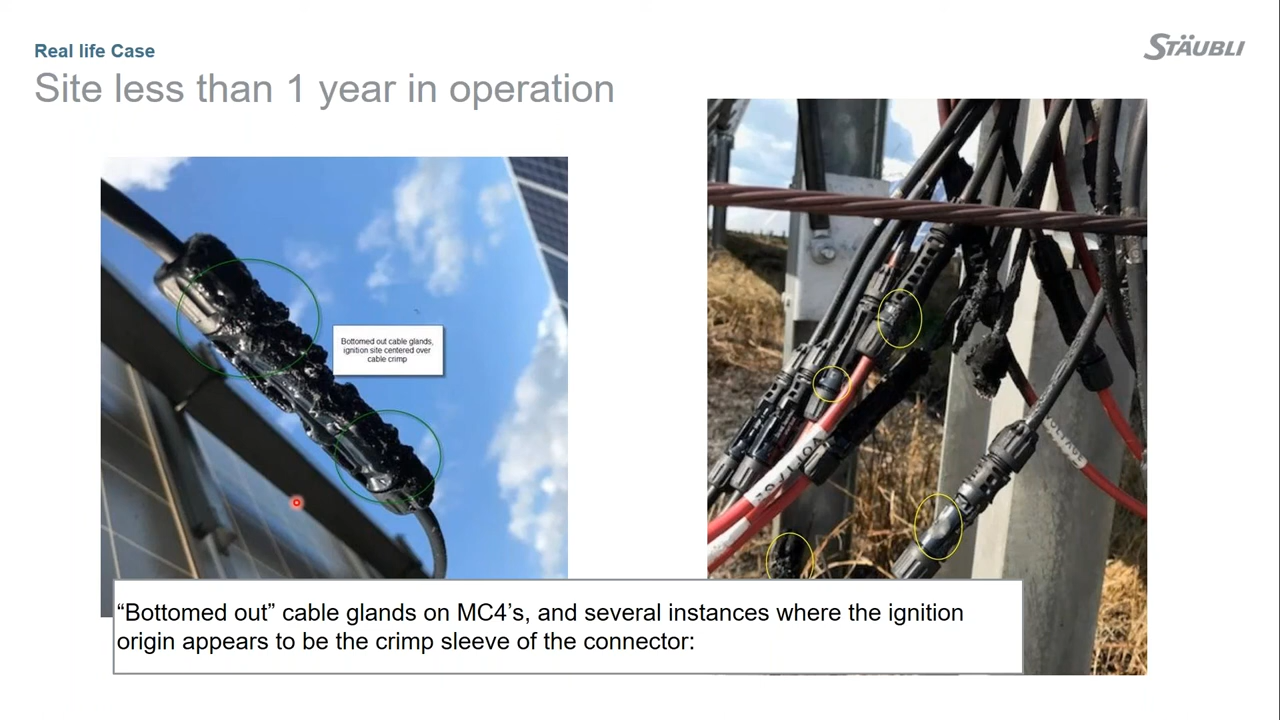 Real life Case
STÄUBLI
Site less than 1 year in operation
Bottomed out cable glands,
ignition site centered over
cable crimp
VOLTAGE
“Bottomed out” cable glands on MC4’s, and several instances where the ignition
origin appears to be the crimp sleeve of the connector: